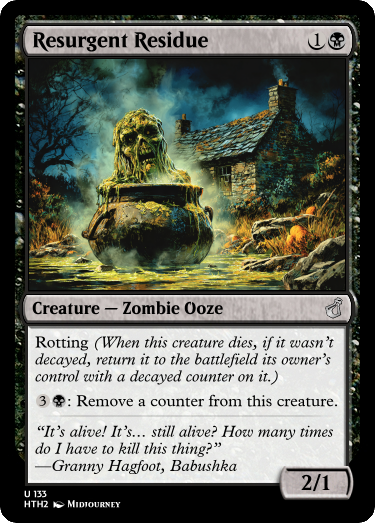 Resurgent Residue 1
Creature — Zombie Ooze
Rotting (When this creature dies, if it wasn't
decayed, return it to the battlefield its owner's
control with a decayed counter on it.)
3 : Remove a counter from this creature.
“It's alive! It's… still alive? How many times
do I have to kill this thing?”
—Granny Hagfoot, Babushka
2/1
U 133
HTH2 Midjourney